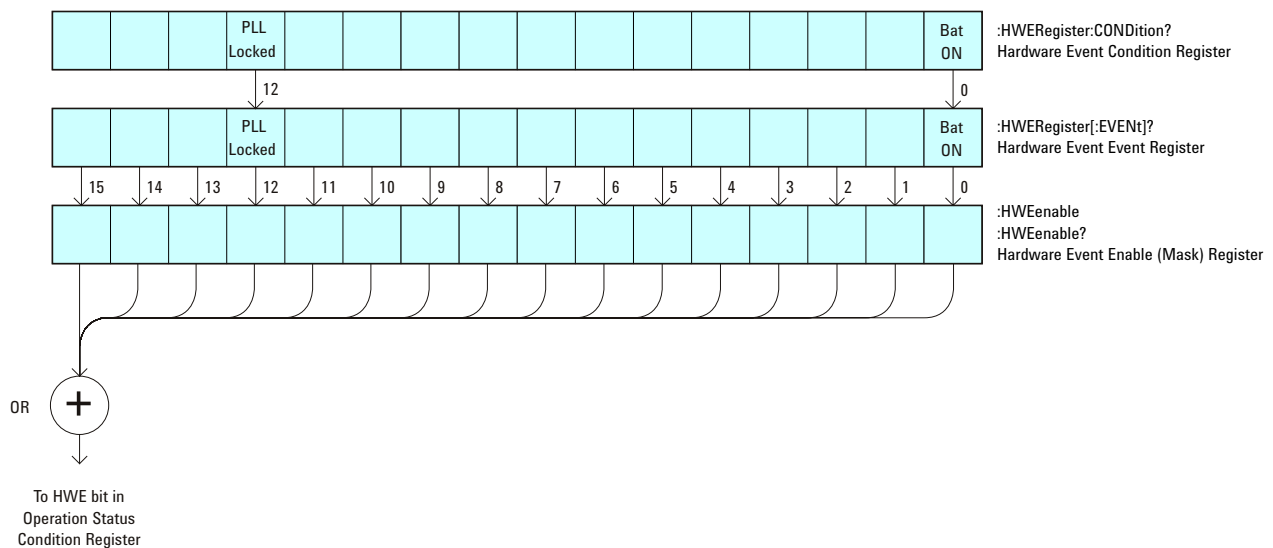 PLL
Locked
Bat
ON
:HWERegister:CONDition?
Hardware Event Condition Register
12
0
PLL
Locked
Bat
ON
:HWERegister[:EVENt]?
Hardware Event Event Register
15 14 13 12 11 10 9 8 7 6 5 4 3 2 1 0
:HWEenable
:HWEenable?
Hardware Event Enable (Mask) Register
OR
+
To HWE bit in
Operation Status
Condition Register